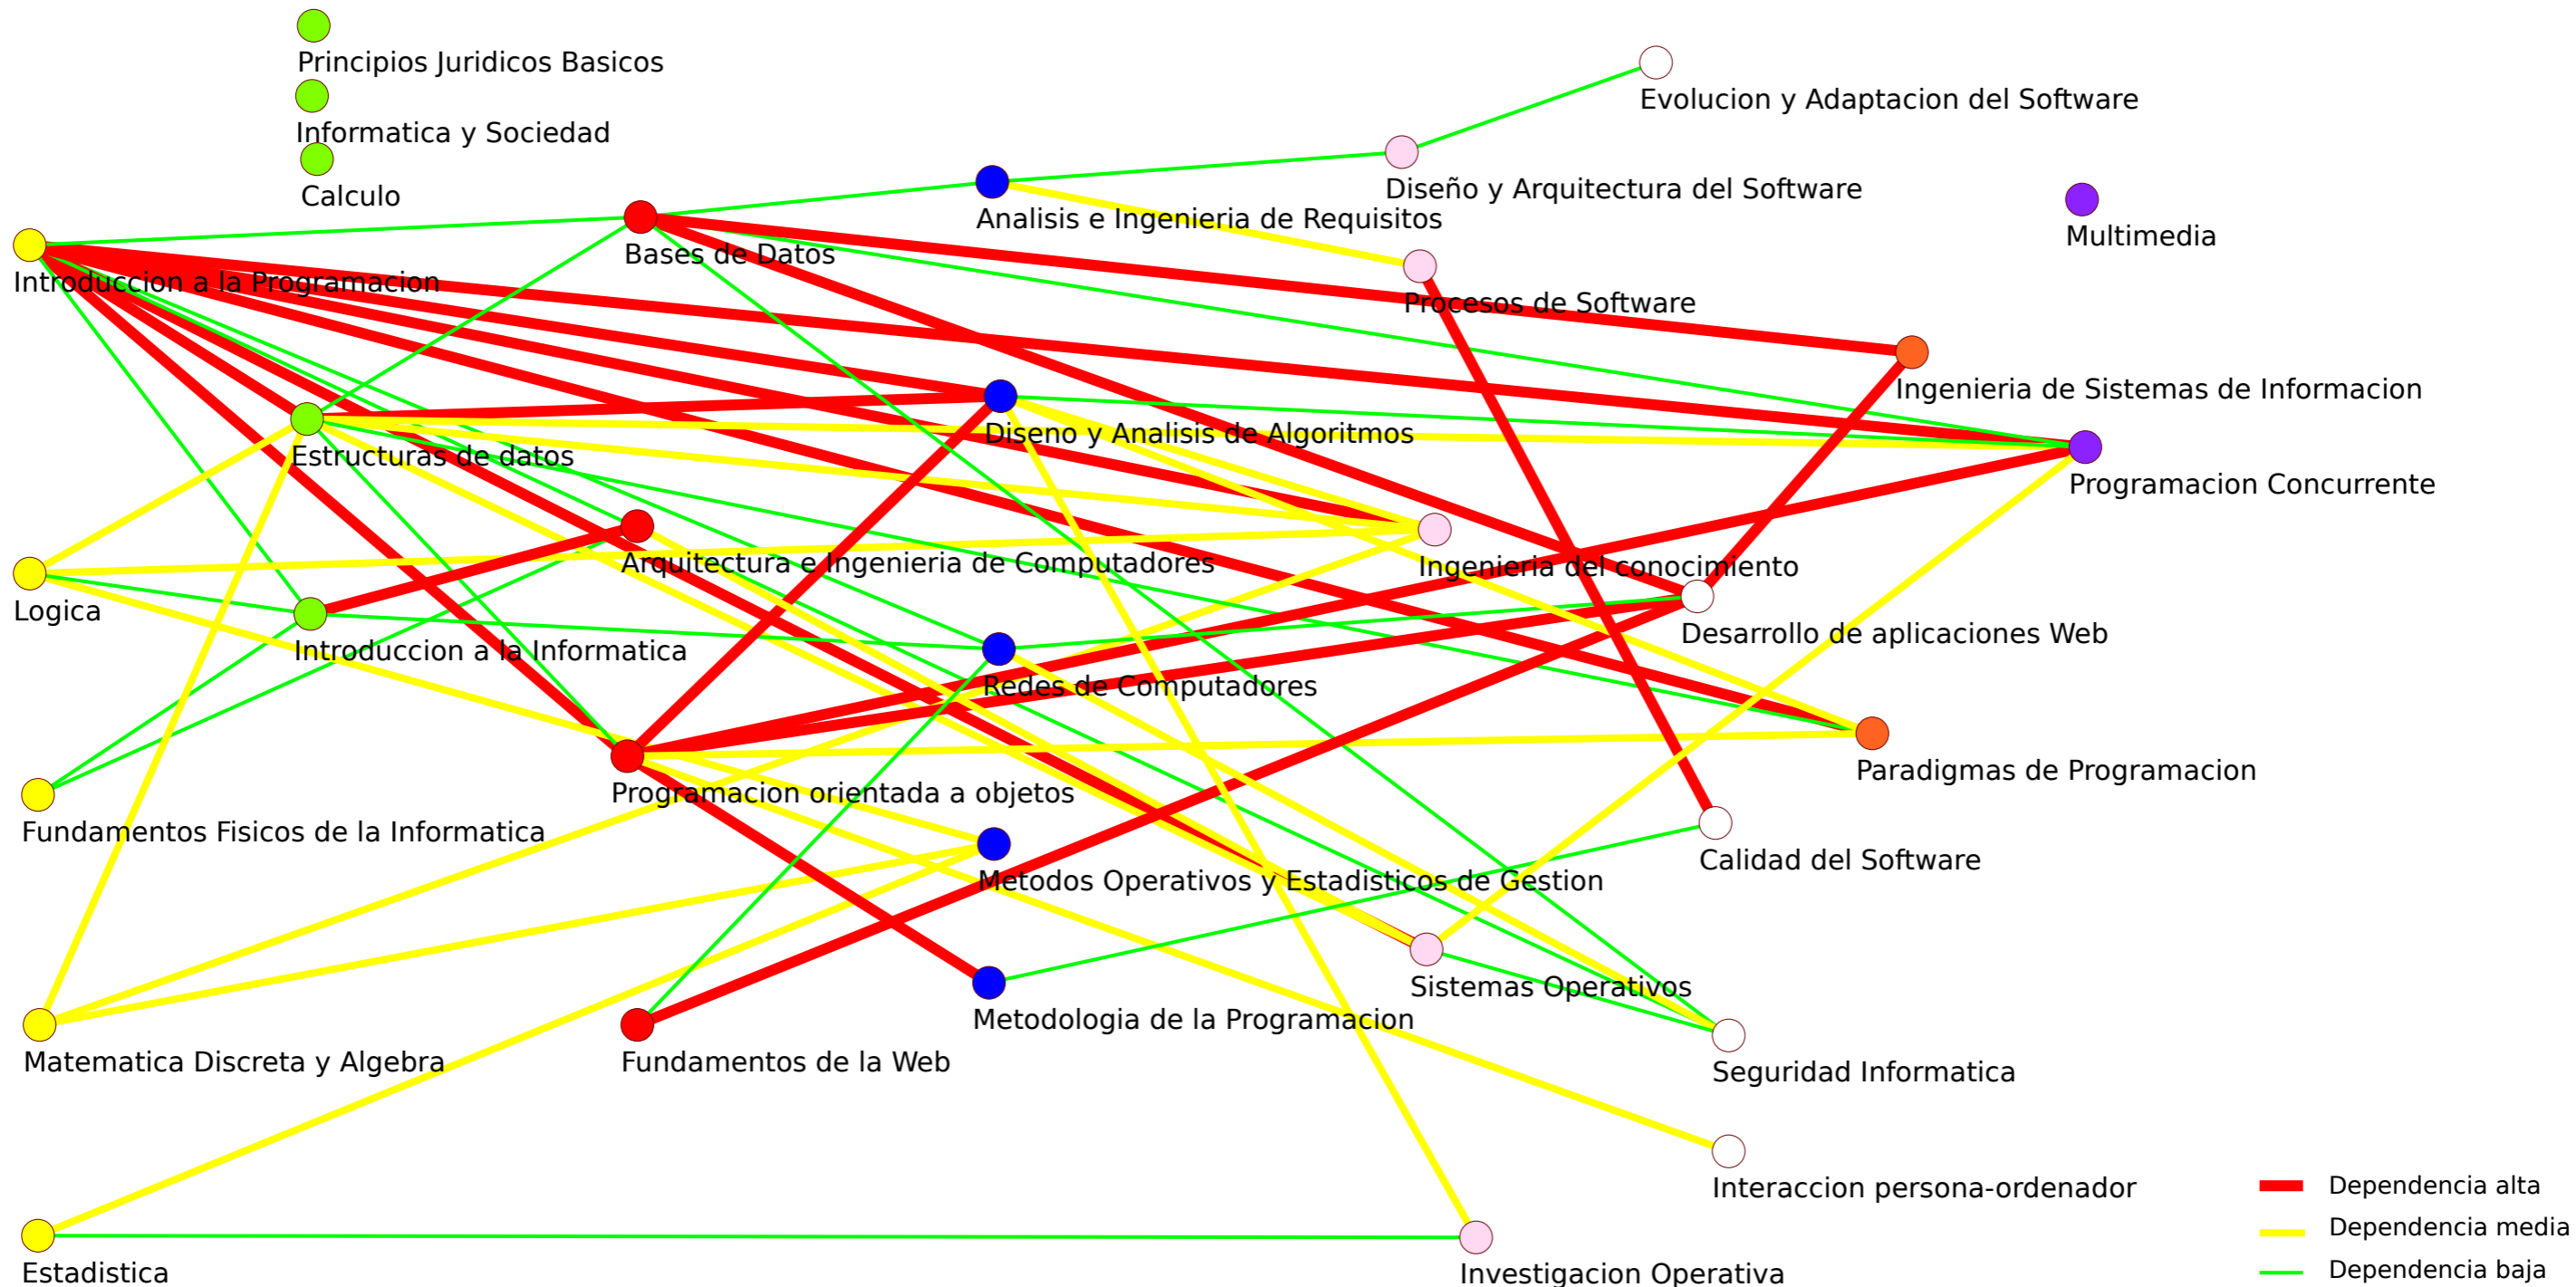 Principios Juridicos Basicos
Informatica y Sociedad
Calculo
Evolucion y Adaptacion del Software
Diseño y Arquitectura del Software
Analisis e Ingenieria de Requisitos
Multimedia
Bases de Datos
Introduccion a la Programacion
Procesos de Software
Ingenieria de Sistemas de Informacion
Diseno y Analisis de Algoritmos
Estructuras de datos
Programacion Concurrente
Arquitectura e Ingenieria de Computadores
Ingenieria del conocimiento
Logica
Desarrollo de aplicaciones Web
Introduccion a la Informatica
Redes de Computadores
Paradigmas de Programacion
Programacion orientada a objetos
Fundamentos Fisicos de la Informatica
Calidad del Software
Metodos Operativos y Estadisticos de Gestion
Sistemas Operativos
Metodologia de la Programacion
Matematica Discreta y Algebra
Fundamentos de la Web
Seguridad Informatica
Interaccion persona-ordenador
Estadistica
Investigacion Operativa
Dependencia alta
Dependencia media
Dependencia baja